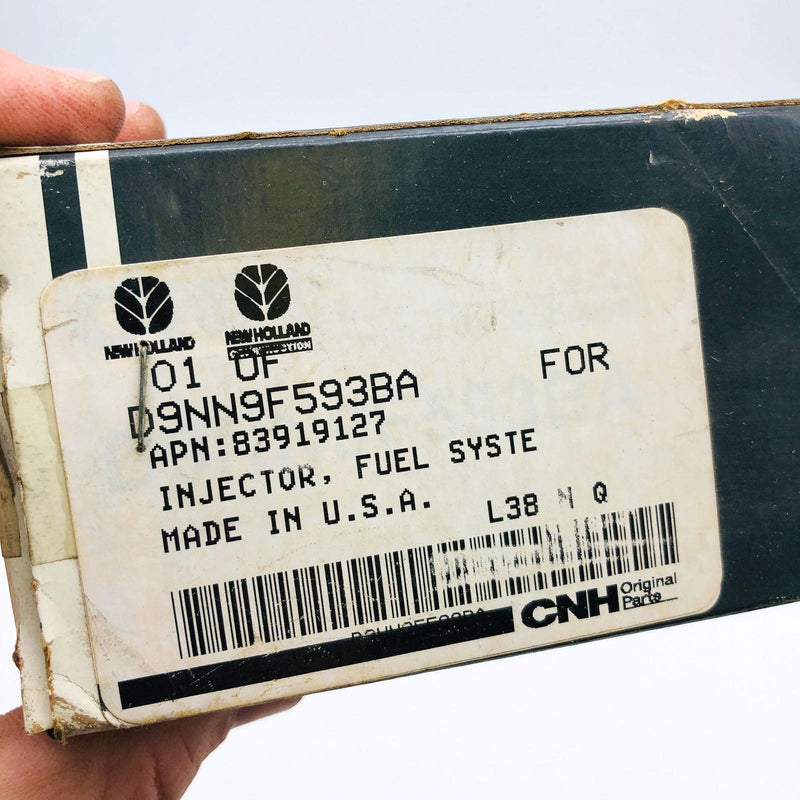 NEW HOLLAND
NEW HOLLAND
CONSTRUCTION
01 OF
D9NN9F593BA FOR
APN:83919127
INJECTOR, FUEL SYSTE
MADE IN U.S.A. L38 N Q
CNH Original
Parts